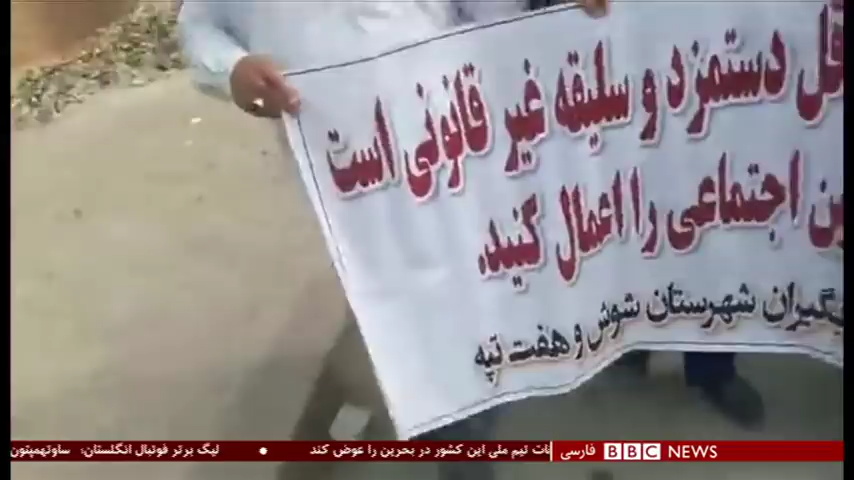 دستمزد و سلیقه غیر قانونی است
اجتماعی را اعمال کنید.
شهرستان شوش و هفت تپه
لیگ برتر فوتبال انگلستان: ساوتهمپتون
تیم ملی این کشور در بحرین را عوض کند
BBC NEWS فارسی